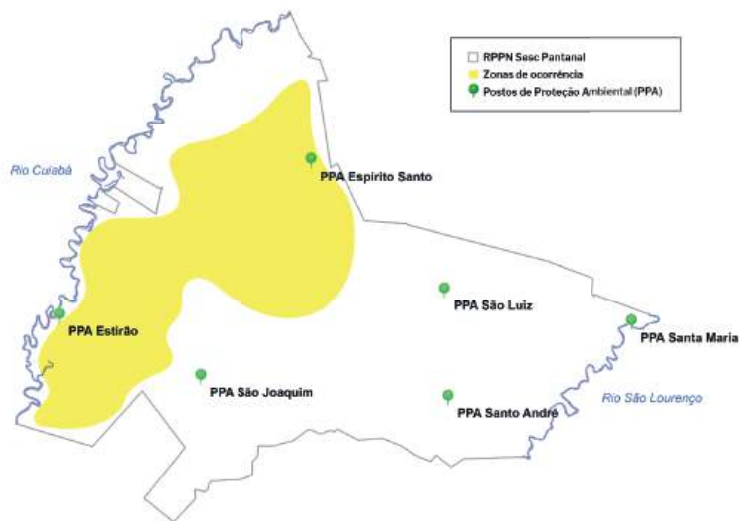 RPPN Sesc Pantanal
Zonas de ocorrência
Postos de Proteção Ambiental (PPA)
Rio Cuiabá
PPA Espírito Santo
PPA São Luiz
PPA Estirão
PPA Santa Maria
PPA São Joaquim
Rio São Lourenço
PPA Santo André